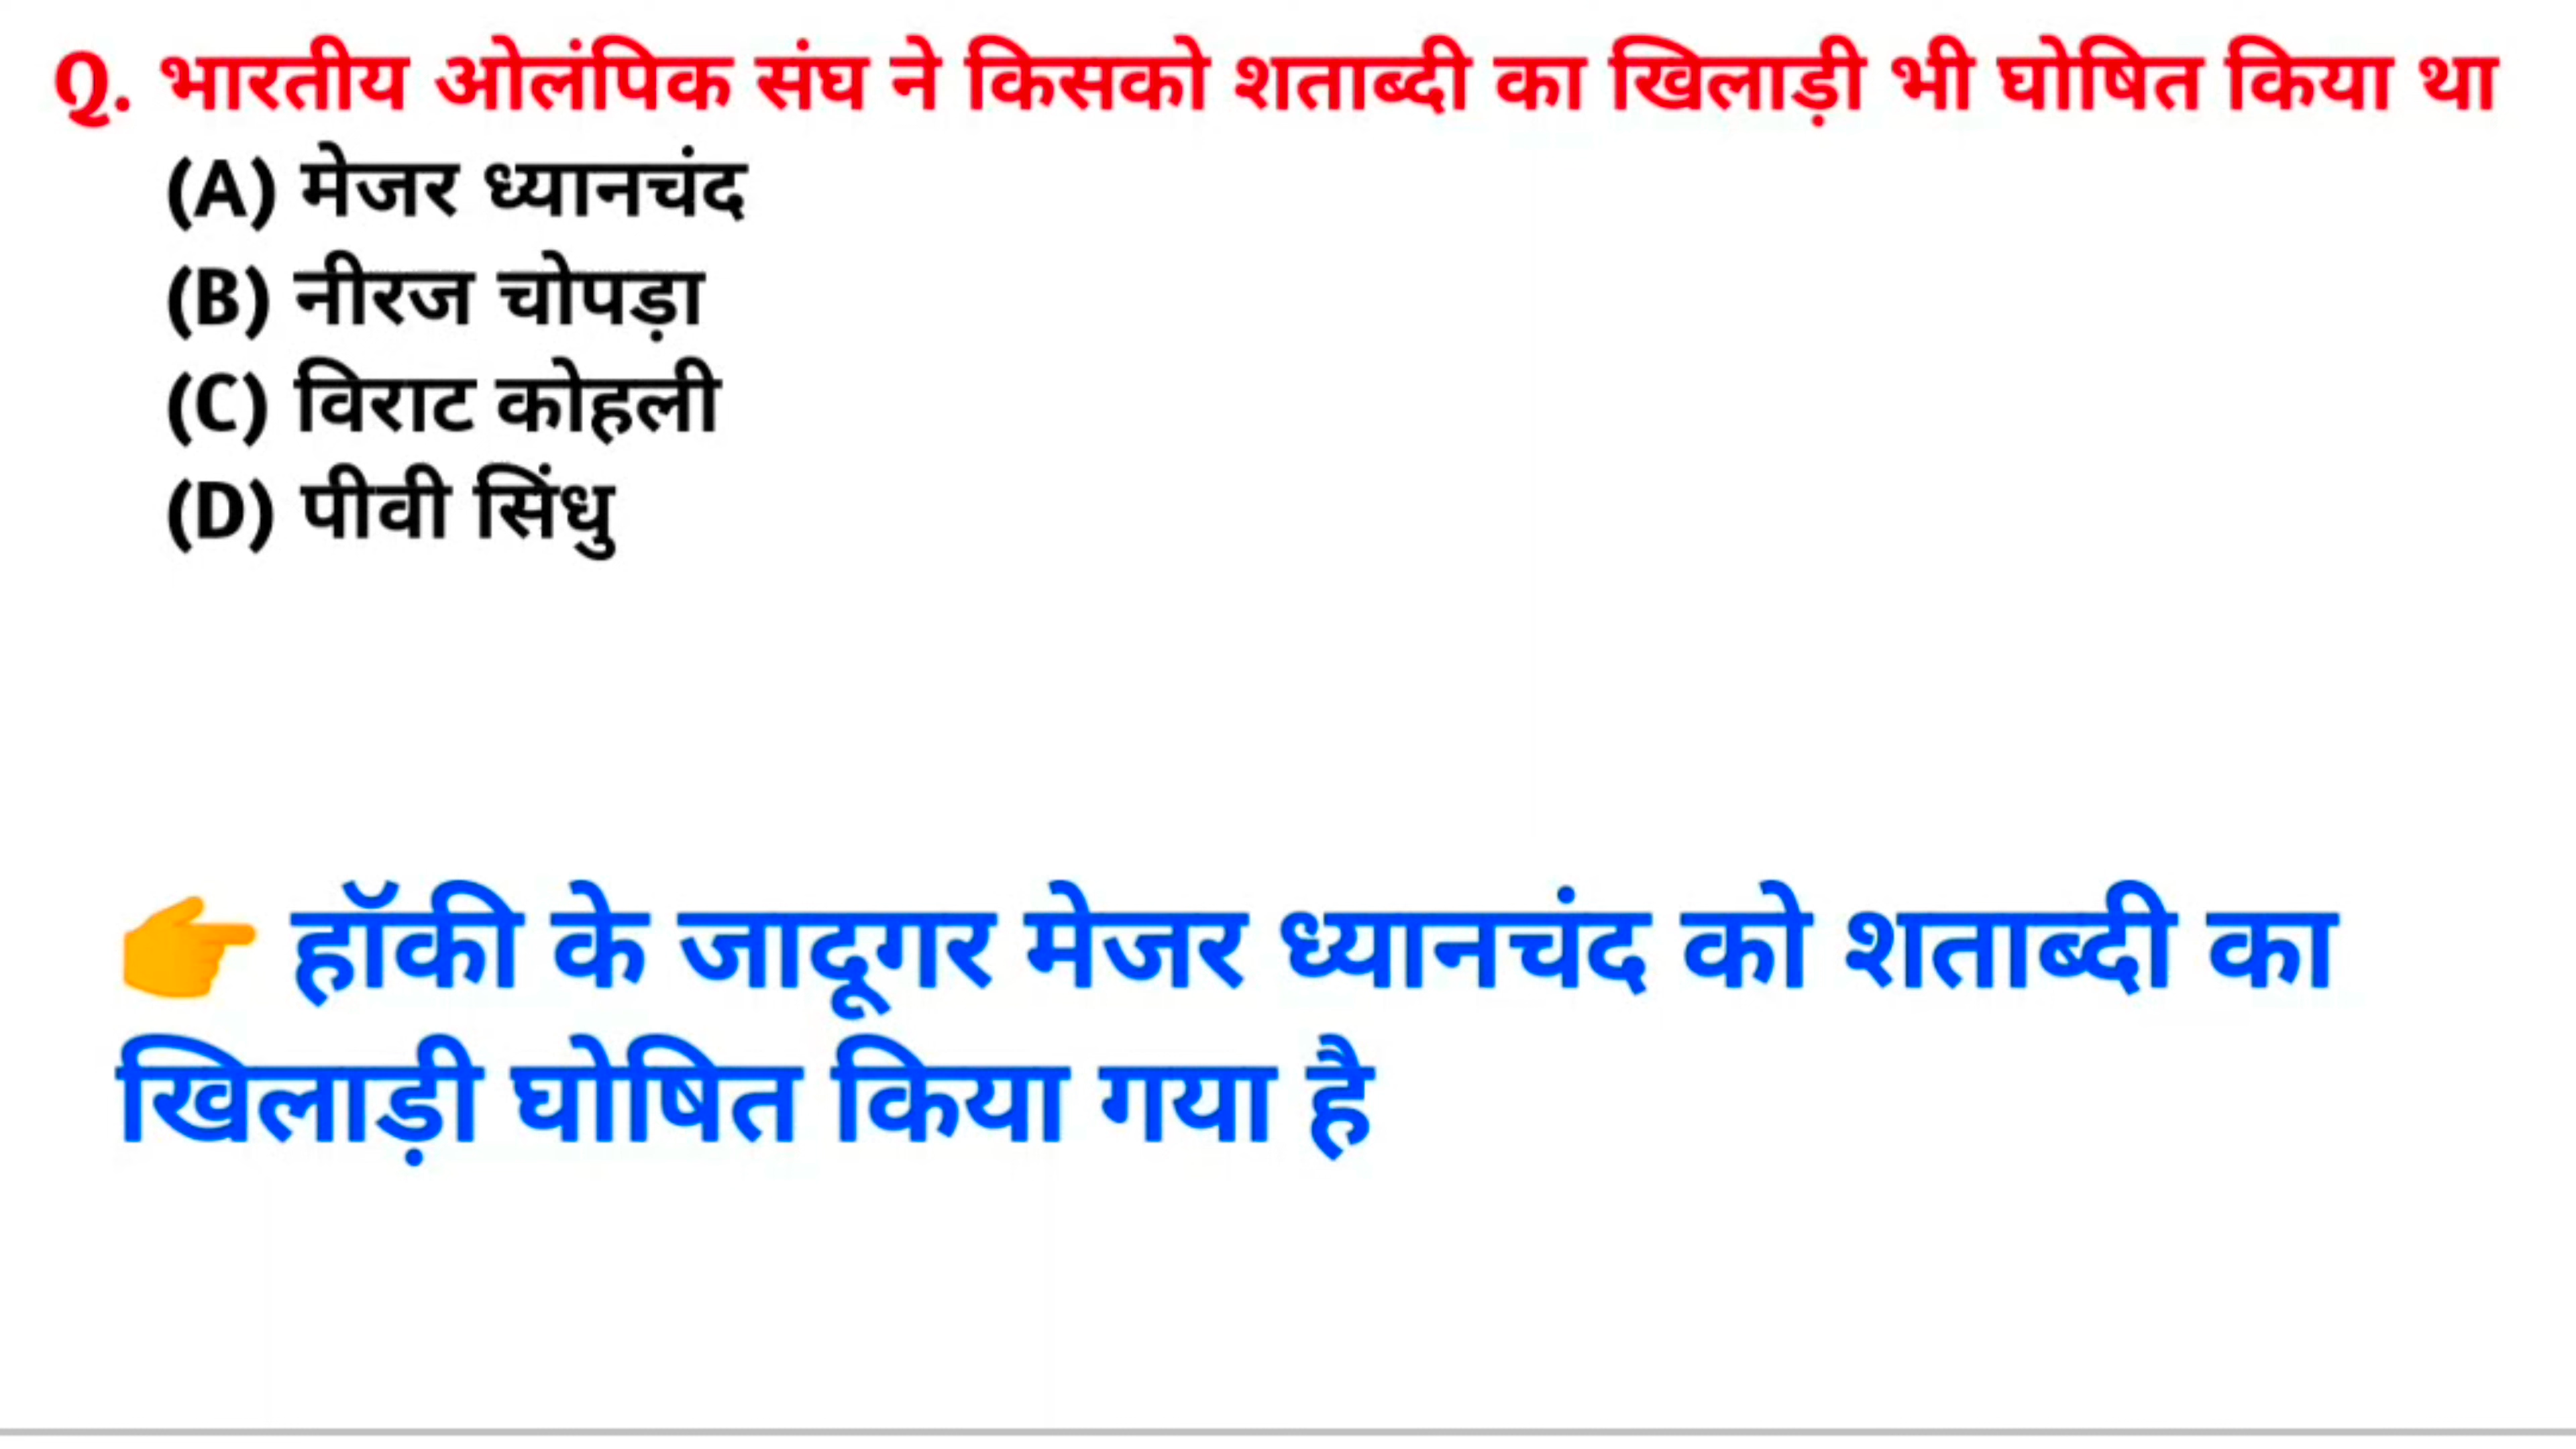 Q. भारतीय ओलंपिक संघ ने किसको शताब्दी का खिलाड़ी भी घोषित किया था
(A) मेजर ध्यानचंद
(B) नीरज चोपड़ा
(C) विराट कोहली
(D) पीवी सिंधु
👉 हॉकी के जादूगर मेजर ध्यानचंद को शताब्दी का
खिलाड़ी घोषित किया गया है